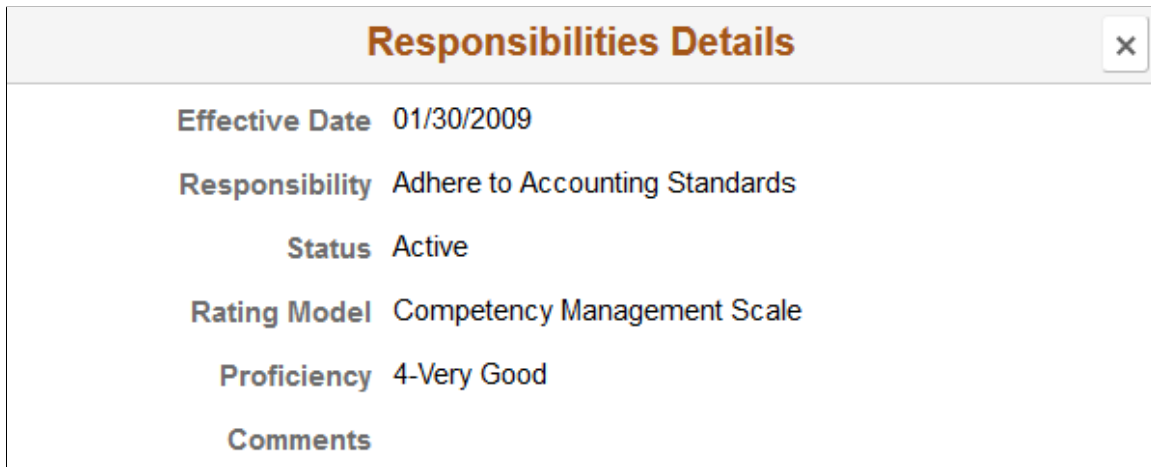 Responsibilities Details ×
Effective Date 01/30/2009
Responsibility Adhere to Accounting Standards
Status Active
Rating Model Competency Management Scale
Proficiency 4-Very Good
Comments